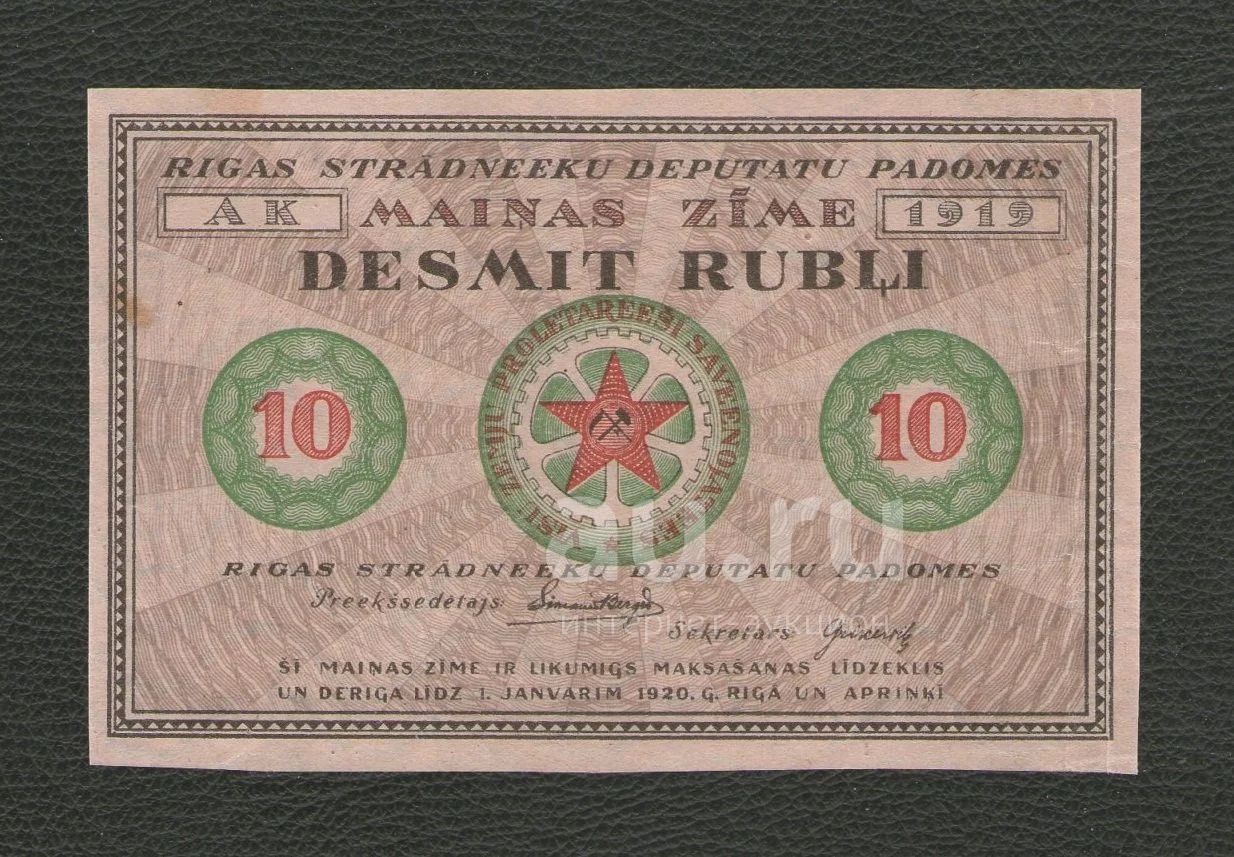 RIGAS STRĀDNEEKU DEPUTATU PADOMES
AK MAIŅAS ZĪME 1919
DESMIT RUBĻI
VISU ZEMJU PROLETAREEŠI SAVEENOJATEES
10 10
au.ru
RIGAS STRĀDNEEKU DEPUTATU PADOMES
Preekšsedetajs:
интернет аукцион
Sekretars
ŠĪ MAIŅAS ZĪME IR LIKUMIGS MAKSAŠANAS LĪDZEKLIS
UN DERIGA LĪDZ 1. JANVARIM 1920. G. RIGĀ UN APRIŅĶĪ